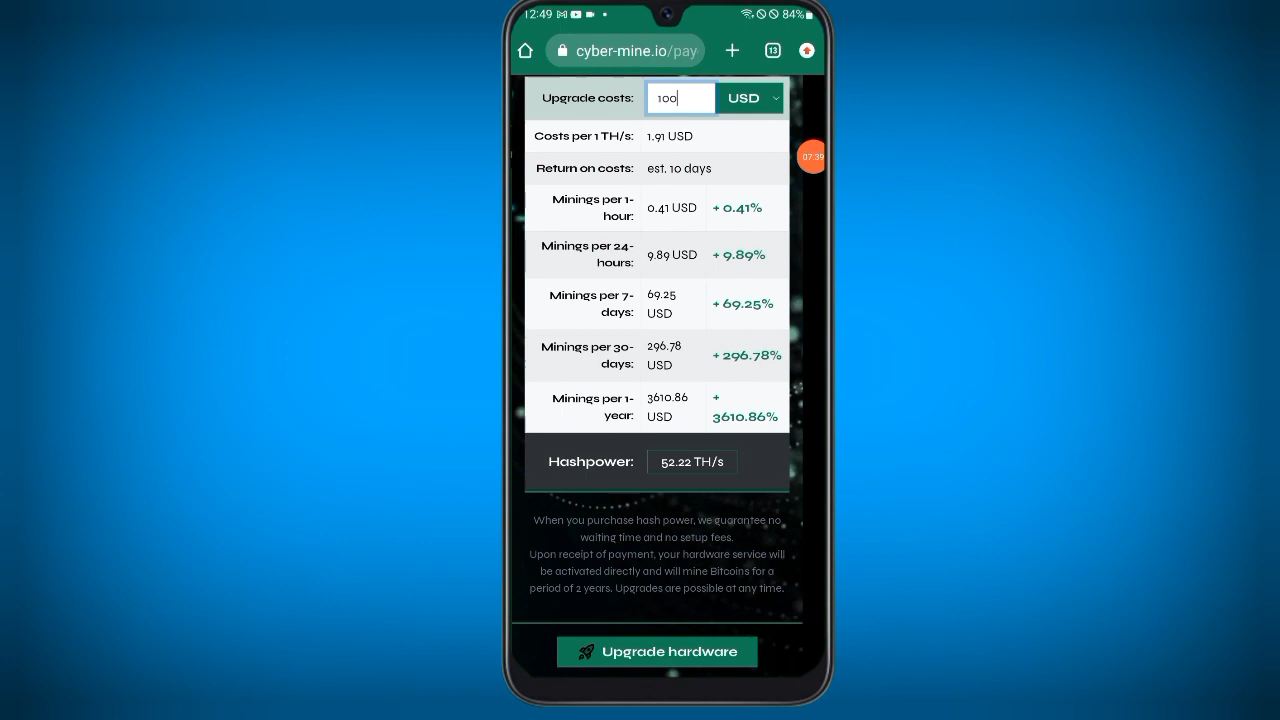 12:49
84%
cyber-mine.io/pay
13
Upgrade costs: 100 USD
Costs per 1 TH/s: 1.91 USD
07:39
Return on costs: est. 10 days
Minings per 1-
hour: 0.41 USD + 0.41%
Minings per 24-
hours: 9.89 USD + 9.89%
Minings per 7-
days: 69.25
USD + 69.25%
Minings per 30-
days: 296.78
USD + 296.78%
Minings per 1-
year: 3610.86
USD +
3610.86%
Hashpower: 52.22 TH/s
When you purchase hash power, we guarantee no
waiting time and no setup fees.
Upon receipt of payment, your hardware service will
be activated directly and will mine Bitcoins for a
period of 2 years. Upgrades are possible at any time.
Upgrade hardware